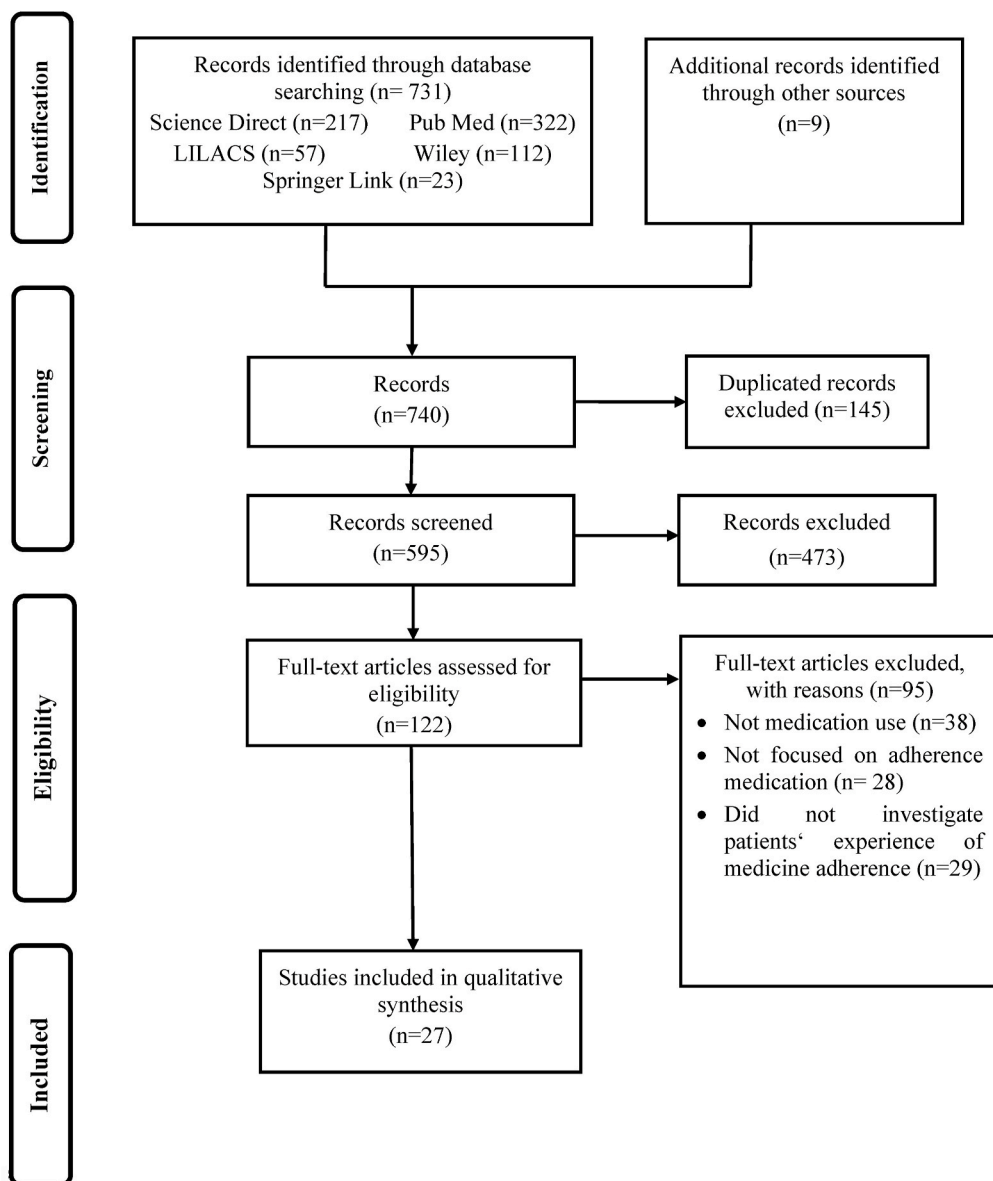 Identification
Records identified through database
searching (n= 731)
Science Direct (n=217) Pub Med (n=322)
LILACS (n=57) Wiley (n=112)
Springer Link (n=23)
Additional records identified
through other sources
(n=9)
Screening
Records
(n=740)
Duplicated records
excluded (n=145)
Records screened
(n=595)
Records excluded
(n=473)
Eligibility
Full-text articles assessed for
eligibility
(n=122)
Full-text articles excluded,
with reasons (n=95)
• Not medication use (n=38)
• Not focused on adherence
medication (n= 28)
• Did not investigate
patients‘ experience of
medicine adherence (n=29)
Included
Studies included in qualitative
synthesis
(n=27)